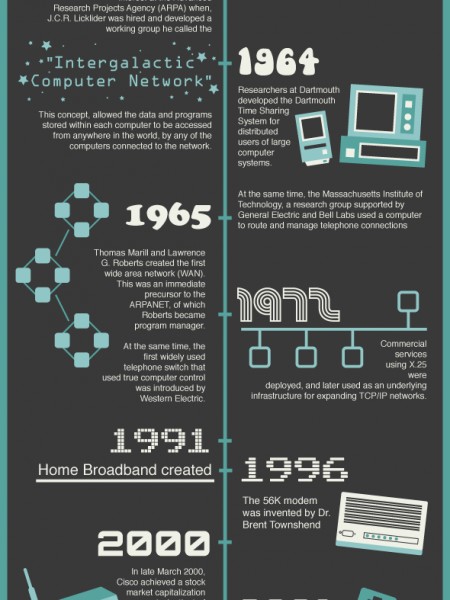 Research Projects Agency (ARPA) when,
J.C.R. Licklider was hired and developed a
working group he called the
"Intergalactic
Computer Network"
This concept, allowed the data and programs
stored within each computer to be accessed
from anywhere in the world, by any of the
computers connected to the network.
1964
Researchers at Dartmouth
developed the Dartmouth
Time Sharing
System for
distributed
users of large
computer
systems.
At the same time, the Massachusetts Institute of
Technology, a research group supported by
General Electric and Bell Labs used a computer
to route and manage telephone connections
1965
Thomas Marill and Lawrence
G. Roberts created the first
wide area network (WAN).
This was an immediate
precursor to the
ARPANET, of which
Roberts became
program manager.
At the same time, the
first widely used
telephone switch that
used true computer control
was introduced by
Western Electric.
1972
Commercial
services
using X.25
were
deployed, and later used as an underlying
infrastructure for expanding TCP/IP networks.
1991
Home Broadband created
1996
The 56K modem
was invented by Dr.
Brent Townshend
2000
In late March 2000,
Cisco achieved a stock
market capitalization